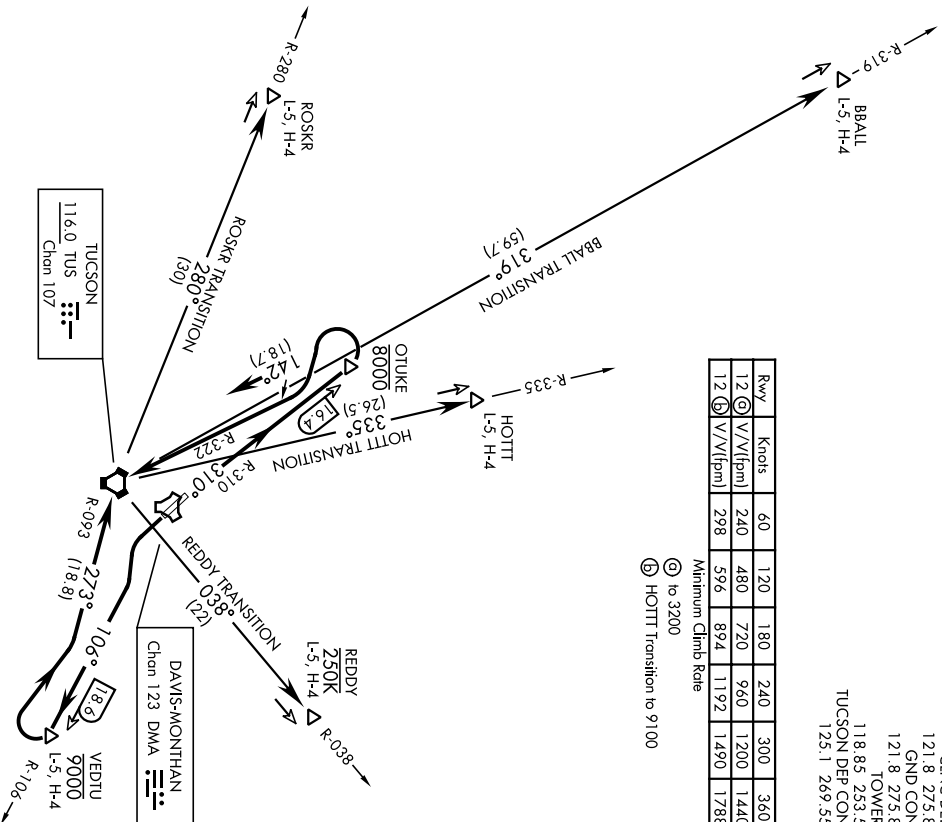 CLNC DEL
121.8 275.8
GND CON
121.8 275.8
TOWER
118.85 253.5
TUCSON DEP CON
125.1 269.55
Rwy Knots 60 120 180 240 300 360
12 ⓐ V/V(fpm) 240 480 720 960 1200 1440
12 ⓑ V/V(fpm) 298 596 894 1192 1490 1788
Minimum Climb Rate
ⓐ to 3200
ⓑ HOTTT Transition to 9100
R-319
BBALL
L-5, H-4
BBALL TRANSITION
319°
(59.7)
R-335
HOTTT
L-5, H-4
HOTTT TRANSITION
335°
(26.5)
OTUKE
8000
16.4
142°
(18.7)
R-322
R-310
310°
R-280
ROSKR
L-5, H-4
ROSKR TRANSITION
280°
(30)
TUCSON
116.0 TUS
Chan 107
REDDY
250K
L-5, H-4
R-038
REDDY TRANSITION
038°
(22)
DAVIS-MONTHAN
Chan 123 DMA
R-093
273°
(18.8)
106°
18.6
VEDTU
9000
L-5, H-4
R-106